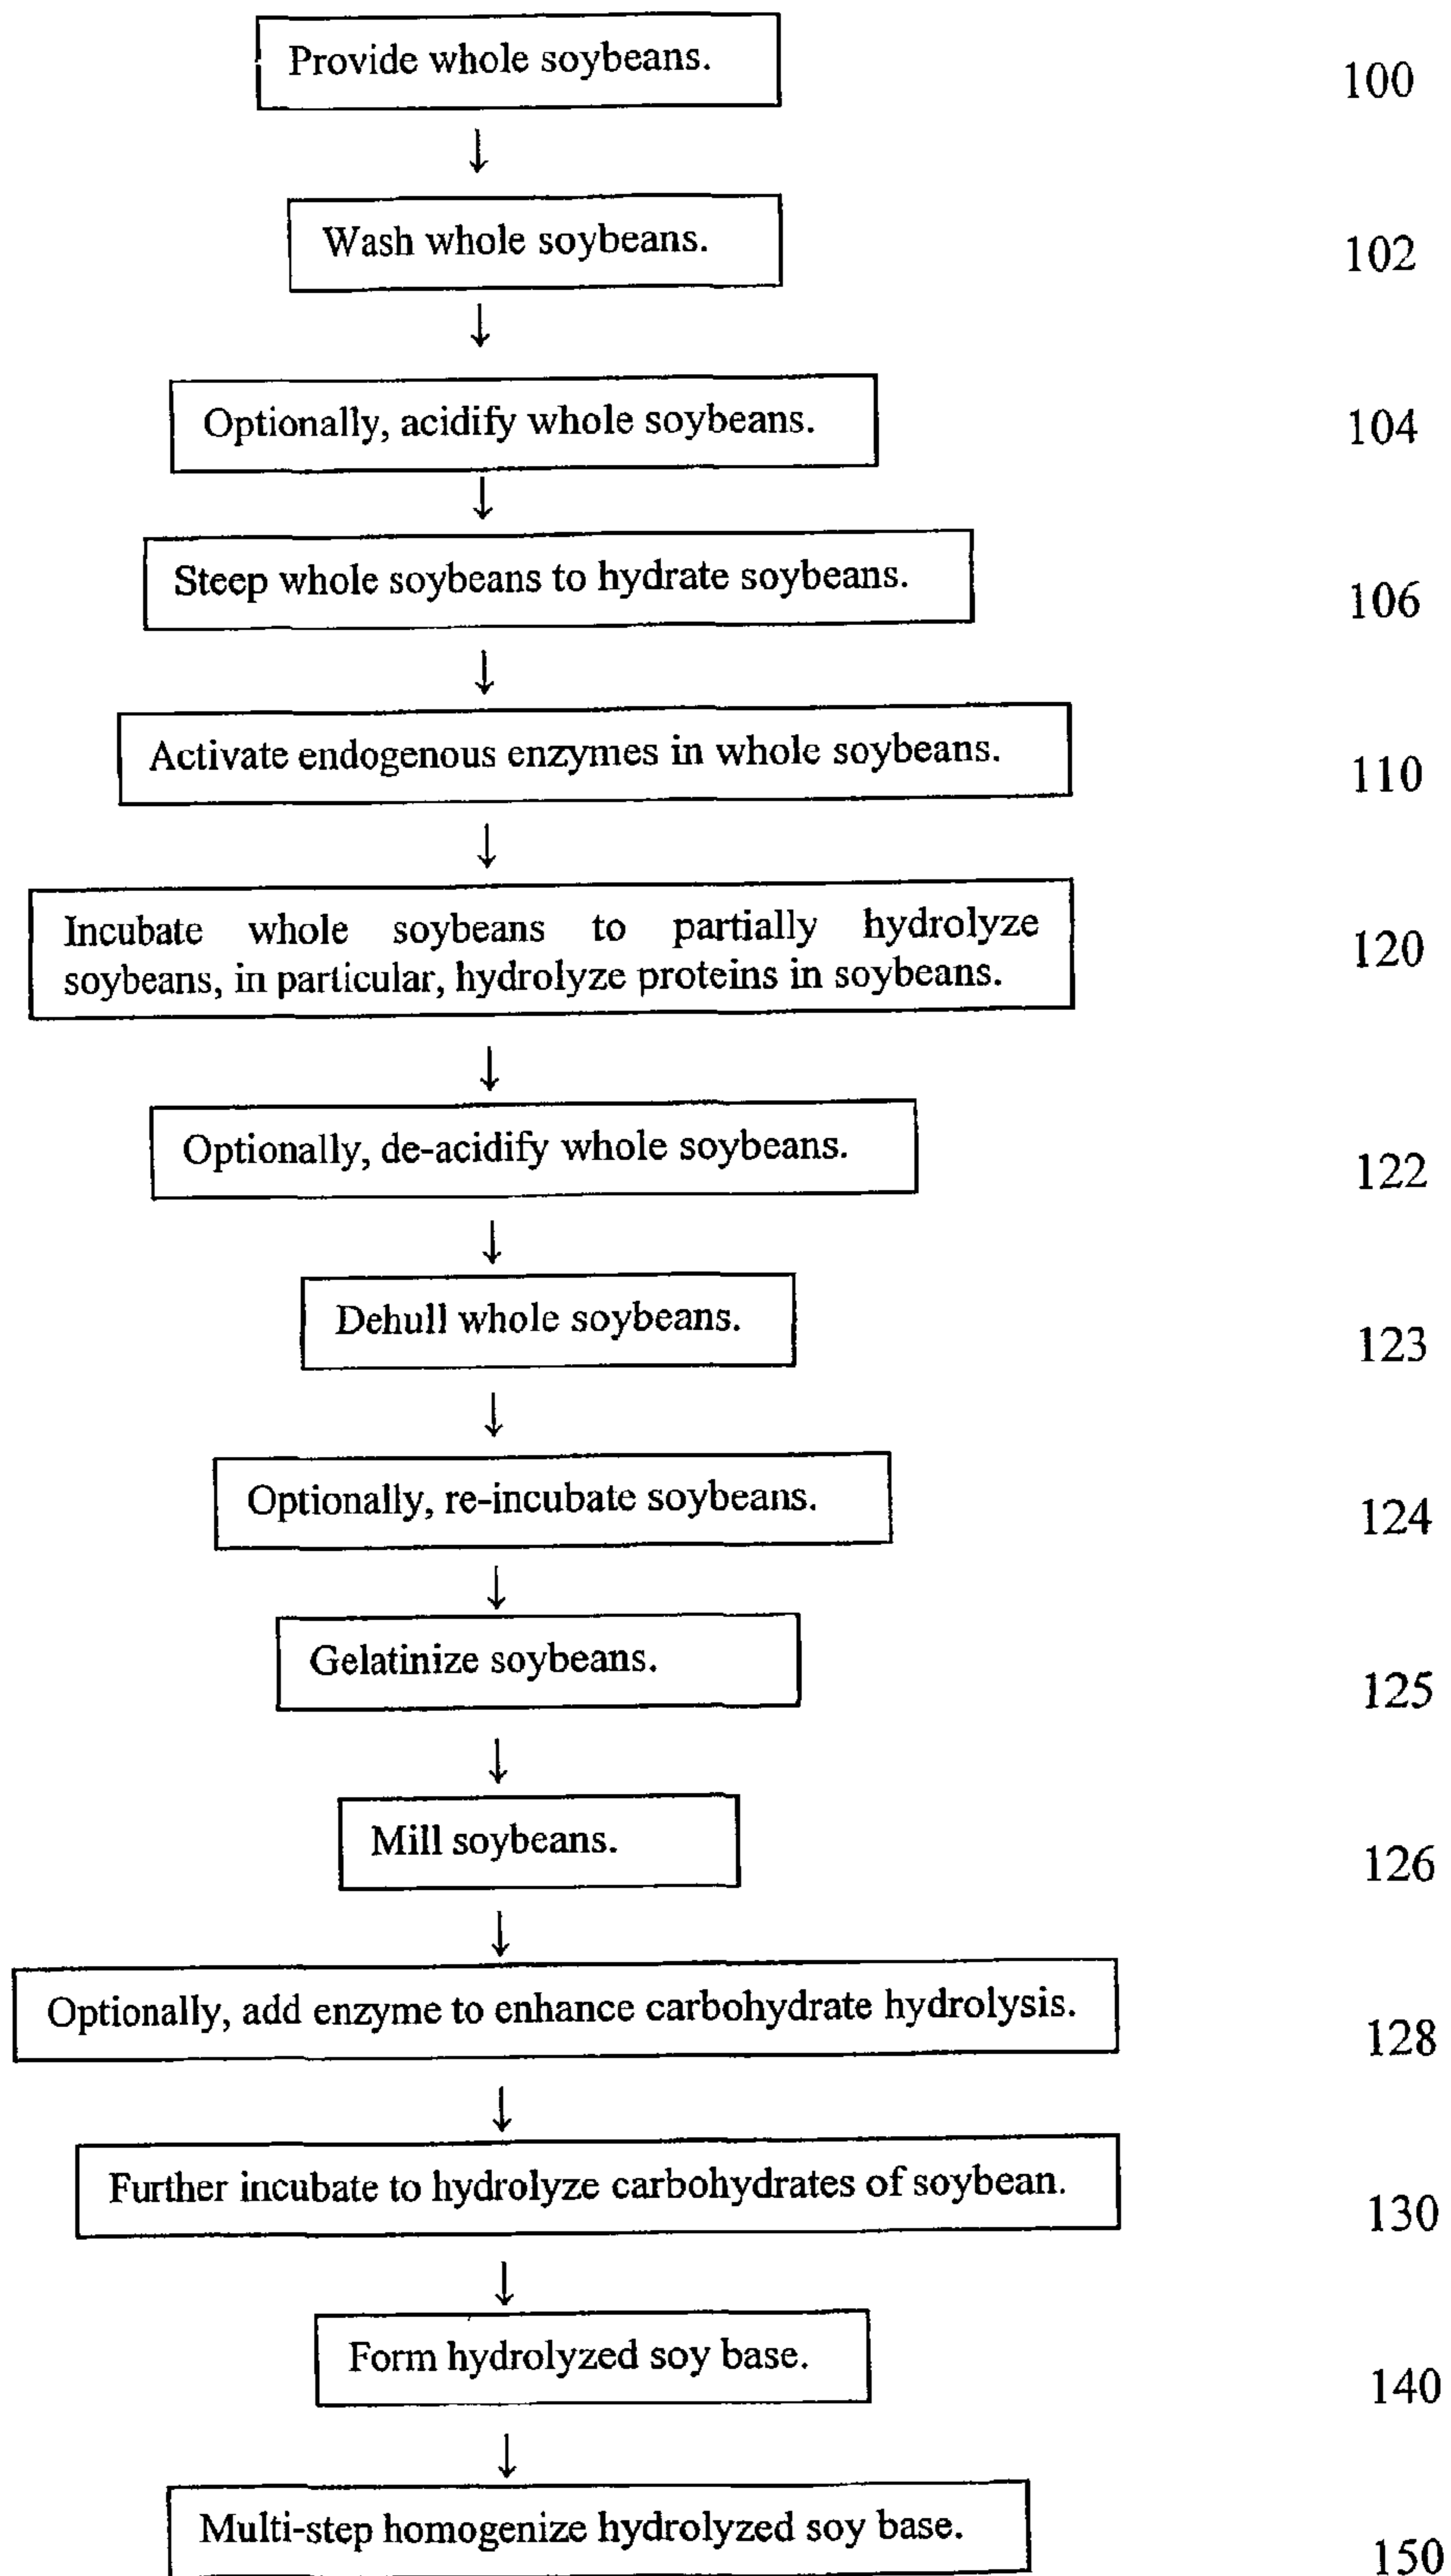 Provide whole soybeans.
100
Wash whole soybeans.
102
Optionally, acidify whole soybeans.
104
Steep whole soybeans to hydrate soybeans.
106
Activate endogenous enzymes in whole soybeans.
110
Incubate whole soybeans to partially hydrolyze
soybeans, in particular, hydrolyze proteins in soybeans.
120
Optionally, de-acidify whole soybeans.
122
Dehull whole soybeans.
123
Optionally, re-incubate soybeans.
124
Gelatinize soybeans.
125
Mill soybeans.
126
Optionally, add enzyme to enhance carbohydrate hydrolysis.
128
Further incubate to hydrolyze carbohydrates of soybean.
130
Form hydrolyzed soy base.
140
Multi-step homogenize hydrolyzed soy base.
150